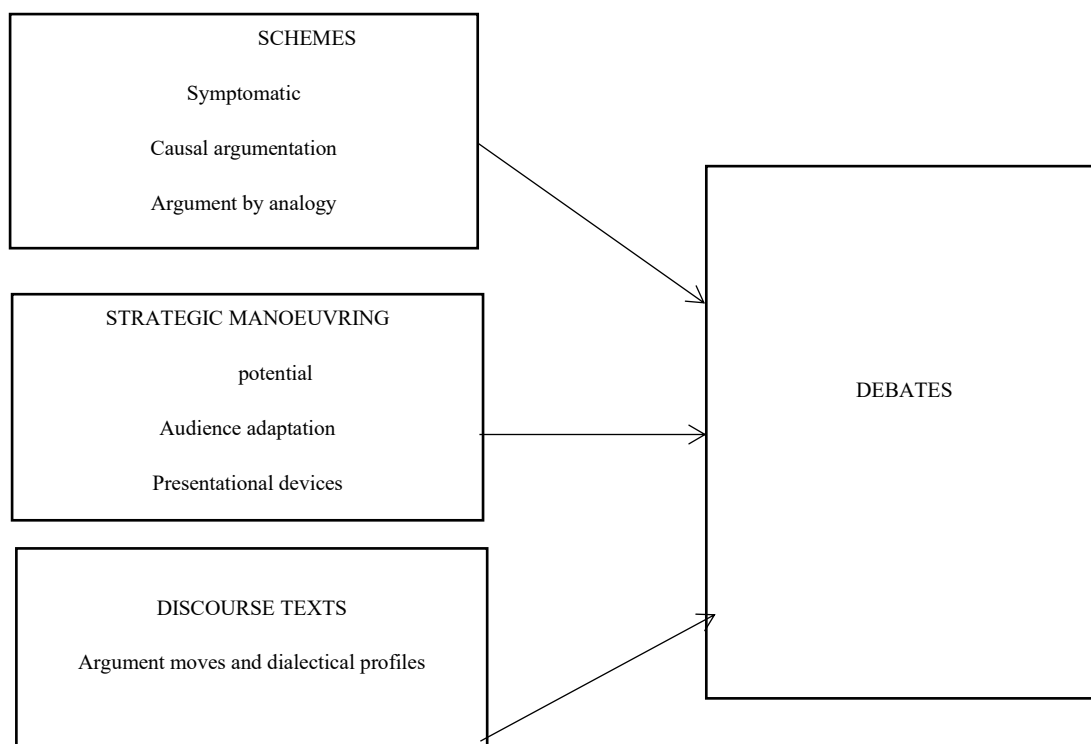 SCHEMES
Symptomatic
Causal argumentation
Argument by analogy
STRATEGIC MANOEUVRING
potential
Audience adaptation
Presentational devices
DISCOURSE TEXTS
Argument moves and dialectical profiles
DEBATES